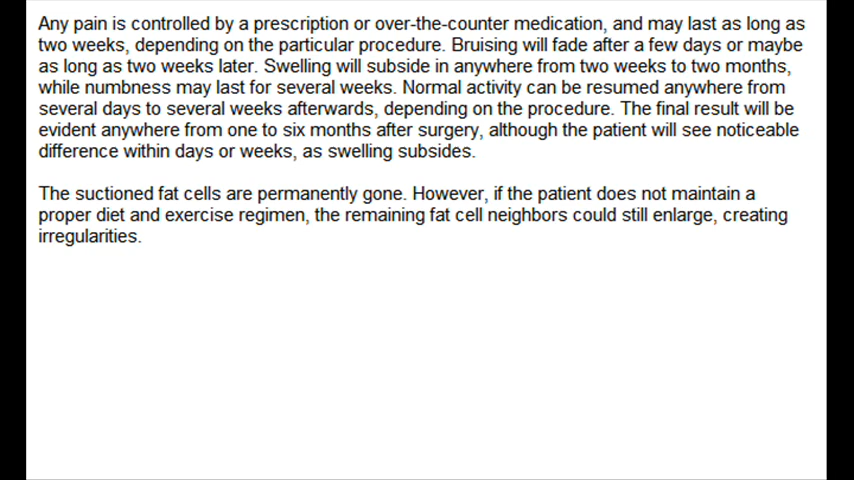 Any pain is controlled by a prescription or over-the-counter medication, and may last as long as
two weeks, depending on the particular procedure. Bruising will fade after a few days or maybe
as long as two weeks later. Swelling will subside in anywhere from two weeks to two months,
while numbness may last for several weeks. Normal activity can be resumed anywhere from
several days to several weeks afterwards, depending on the procedure. The final result will be
evident anywhere from one to six months after surgery, although the patient will see noticeable
difference within days or weeks, as swelling subsides.
The suctioned fat cells are permanently gone. However, if the patient does not maintain a
proper diet and exercise regimen, the remaining fat cell neighbors could still enlarge, creating
irregularities.